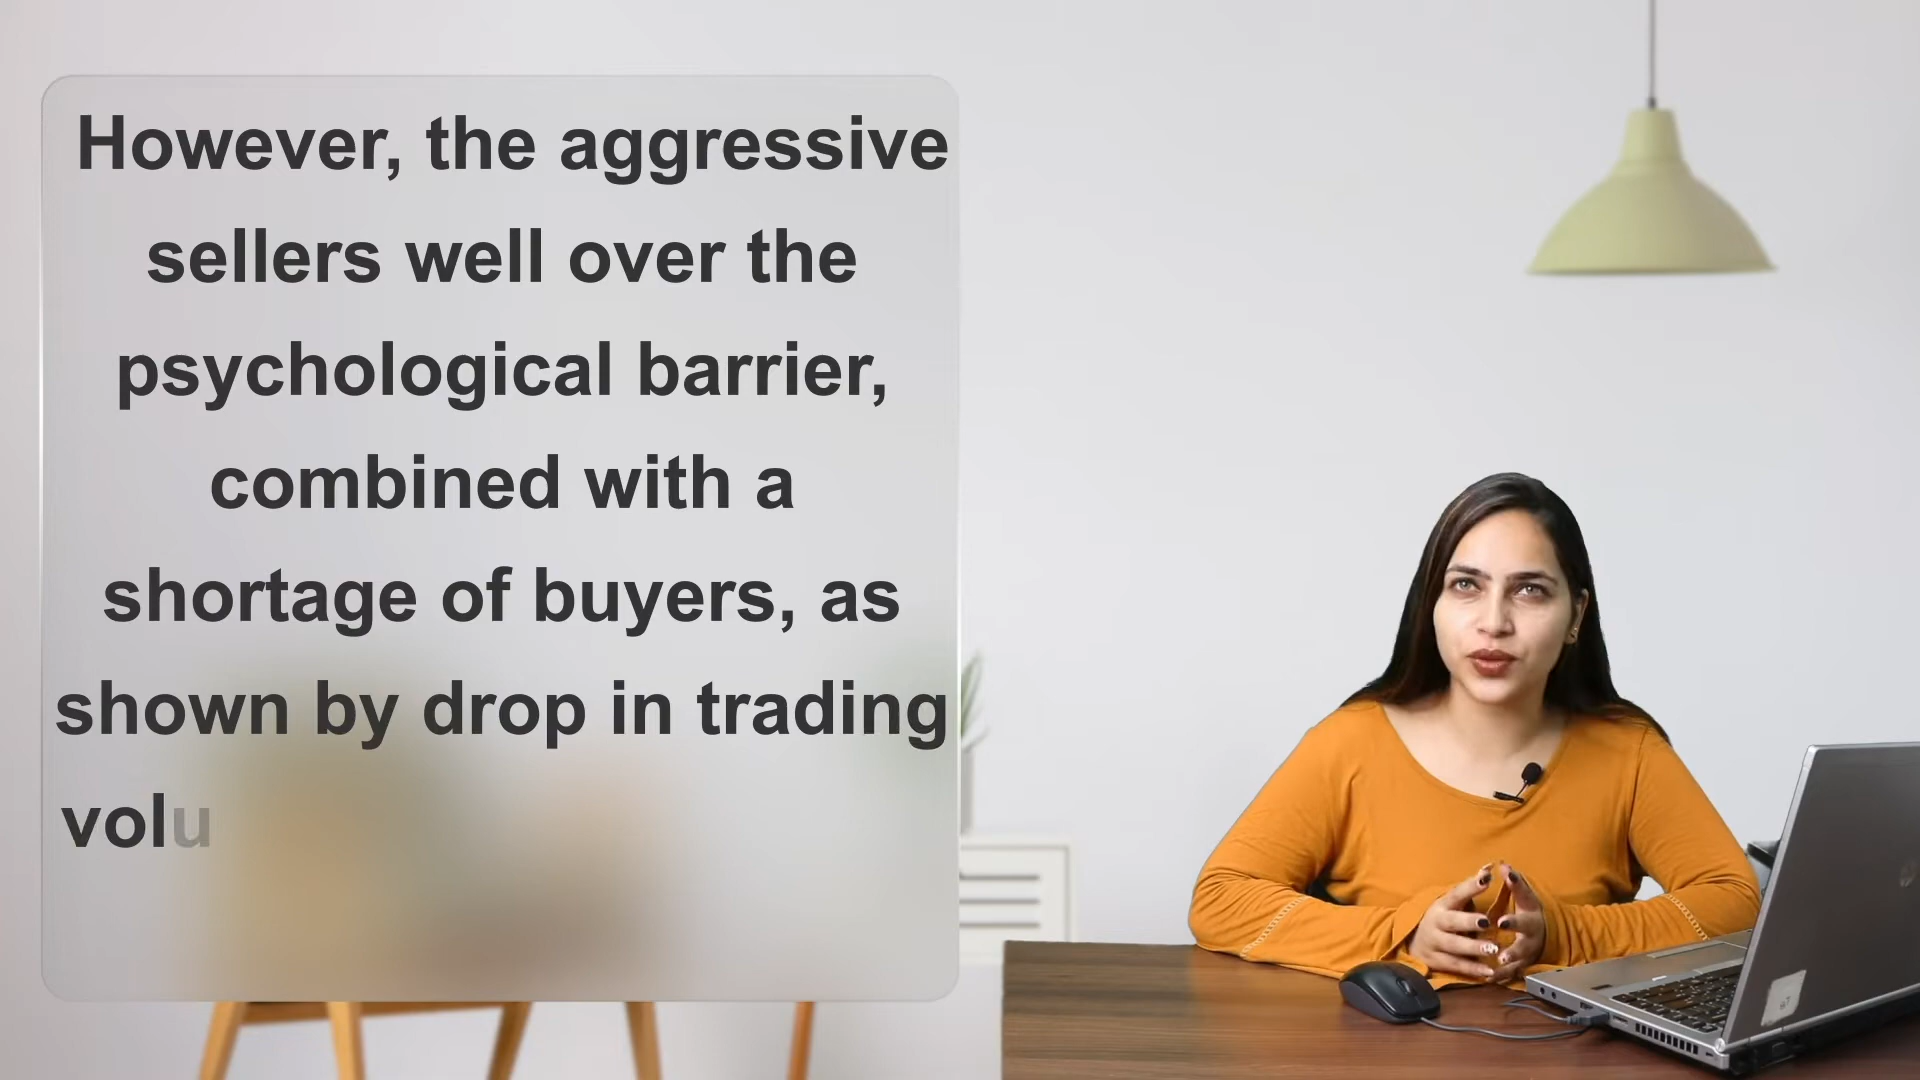 However, the aggressive
sellers well over the
psychological barrier,
combined with a
shortage of buyers, as
shown by drop in trading
volu